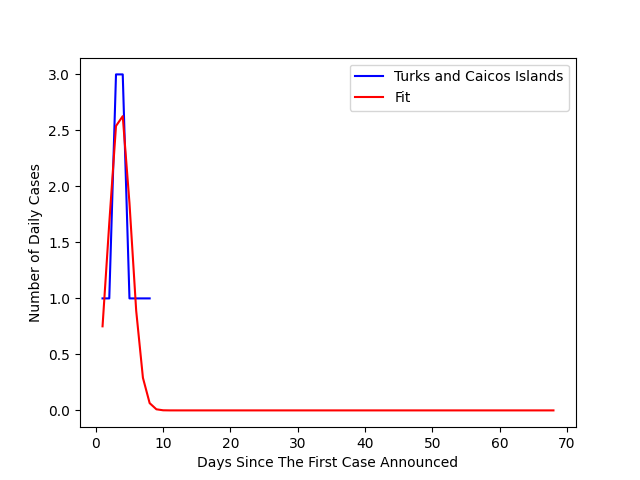 Turks and Caicos Islands
Fit
Number of Daily Cases
3.0
2.5
2.0
1.5
1.0
0.5
0.0
0 10 20 30 40 50 60 70
Days Since The First Case Announced